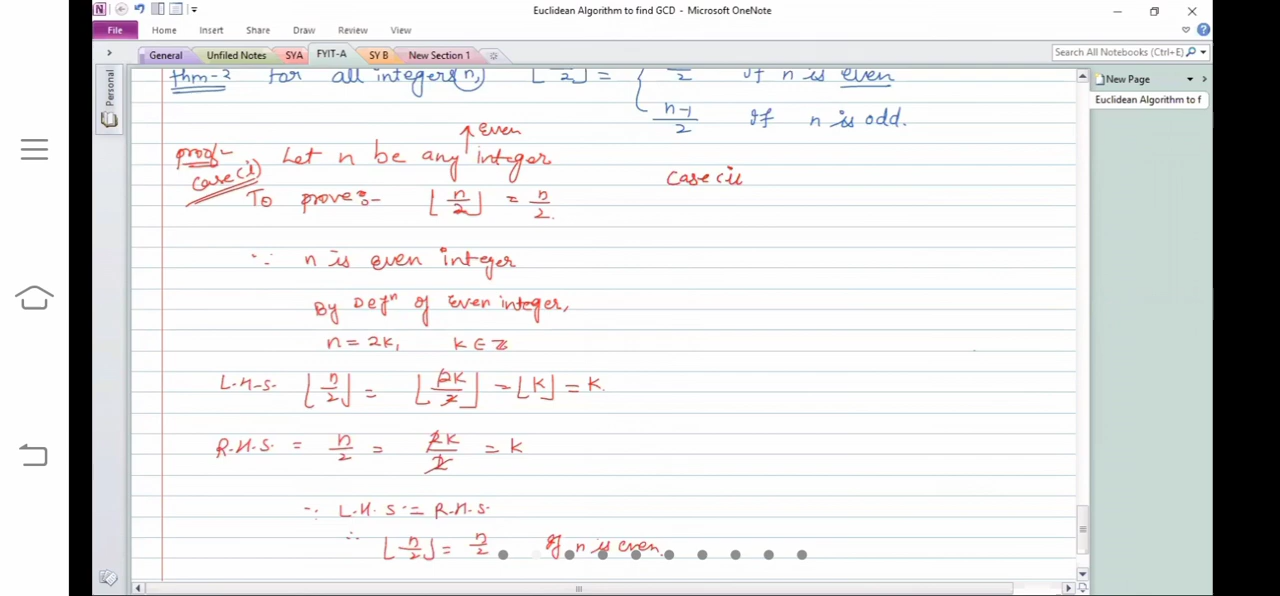 Euclidean Algorithm to find GCD - Microsoft OneNote
File Home Insert Share Draw Review View
General Unfiled Notes SYA FYIT-A SY B New Section 1
Search All Notebooks (Ctrl+E)
Personal
New Page
Euclidean Algorithm to f
thm-2 For all integers(n,) ⌊ /2⌋ = { /2 if n is even
n-1/2 If n is odd.
↑ Even
proof- Let n be any integer
case(i) case(ii
To prove:- ⌊n/2⌋ = n/2.
∵ n is even integer
By Defⁿ of Even integer,
n = 2k, k ∈ ℤ
L.H.S. ⌊n/2⌋ = ⌊2k/2⌋ = ⌊k⌋ = k.
R.H.S. = n/2 = 2k/2 = k
∵ L.H.S = R.H.S.
∴ ⌊n/2⌋ = n/2 If n is even.